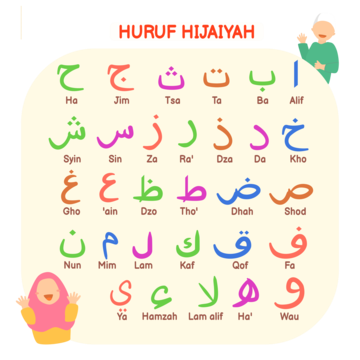 HURUF HIJAIYAH
ا ب ت ث ج ح
Ha Jim Tsa Ta Ba Alif
خ د ذ ر ز س ش
Syin Sin Za Ra' Dza Da Kho
ص ض ط ظ ع غ
Gho 'ain Dzo Tho' Dhah Shod
ف ق ك ل م ن
Nun Mim Lam Kaf Qof Fa
و ه لا ء ي
Ya Hamzah Lam alif Ha' Wau